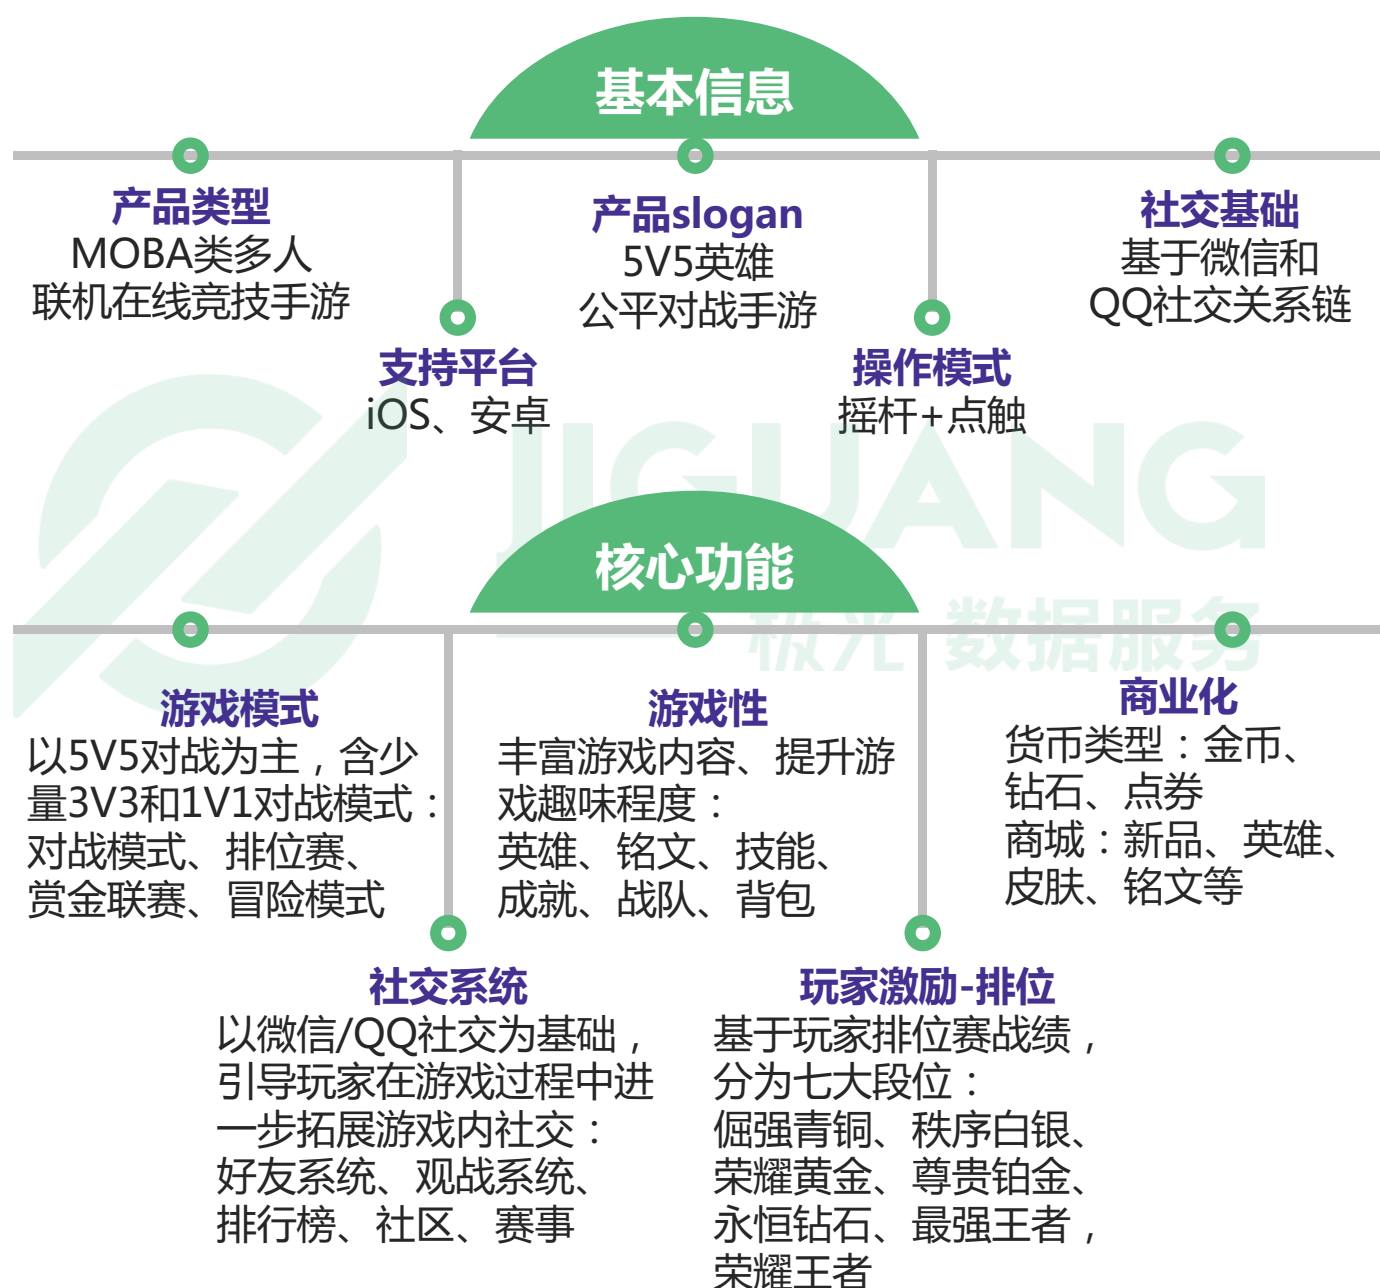 基本信息
产品类型
MOBA类多人
联机在线竞技手游
产品slogan
5V5英雄
公平对战手游
社交基础
基于微信和
QQ社交关系链
支持平台
iOS、安卓
操作模式
摇杆+点触
JIGUANG
极光 数据服务
核心功能
游戏模式
以5V5对战为主，含少
量3V3和1V1对战模式：
对战模式、排位赛、
赏金联赛、冒险模式
游戏性
丰富游戏内容、提升游
戏趣味程度：
英雄、铭文、技能、
成就、战队、背包
商业化
货币类型：金币、
钻石、点券
商城：新品、英雄、
皮肤、铭文等
社交系统
以微信/QQ社交为基础，
引导玩家在游戏过程中进
一步拓展游戏内社交：
好友系统、观战系统、
排行榜、社区、赛事
玩家激励-排位
基于玩家排位赛战绩，
分为七大段位：
倔强青铜、秩序白银、
荣耀黄金、尊贵铂金、
永恒钻石、最强王者，
荣耀王者